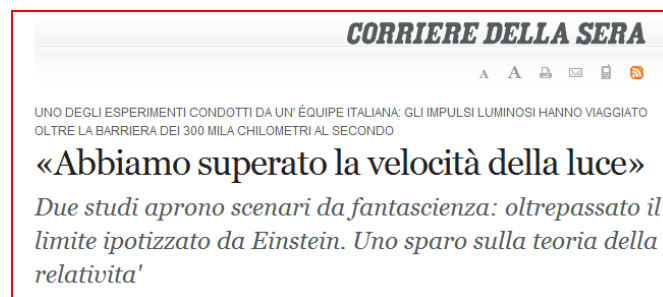 CORRIERE DELLA SERA
A A
UNO DEGLI ESPERIMENTI CONDOTTI DA UN' ÉQUIPE ITALIANA: GLI IMPULSI LUMINOSI HANNO VIAGGIATO
OLTRE LA BARRIERA DEI 300 MILA CHILOMETRI AL SECONDO
«Abbiamo superato la velocità della luce»
Due studi aprono scenari da fantascienza: oltrepassato il
limite ipotizzato da Einstein. Uno sparo sulla teoria della
relativita'